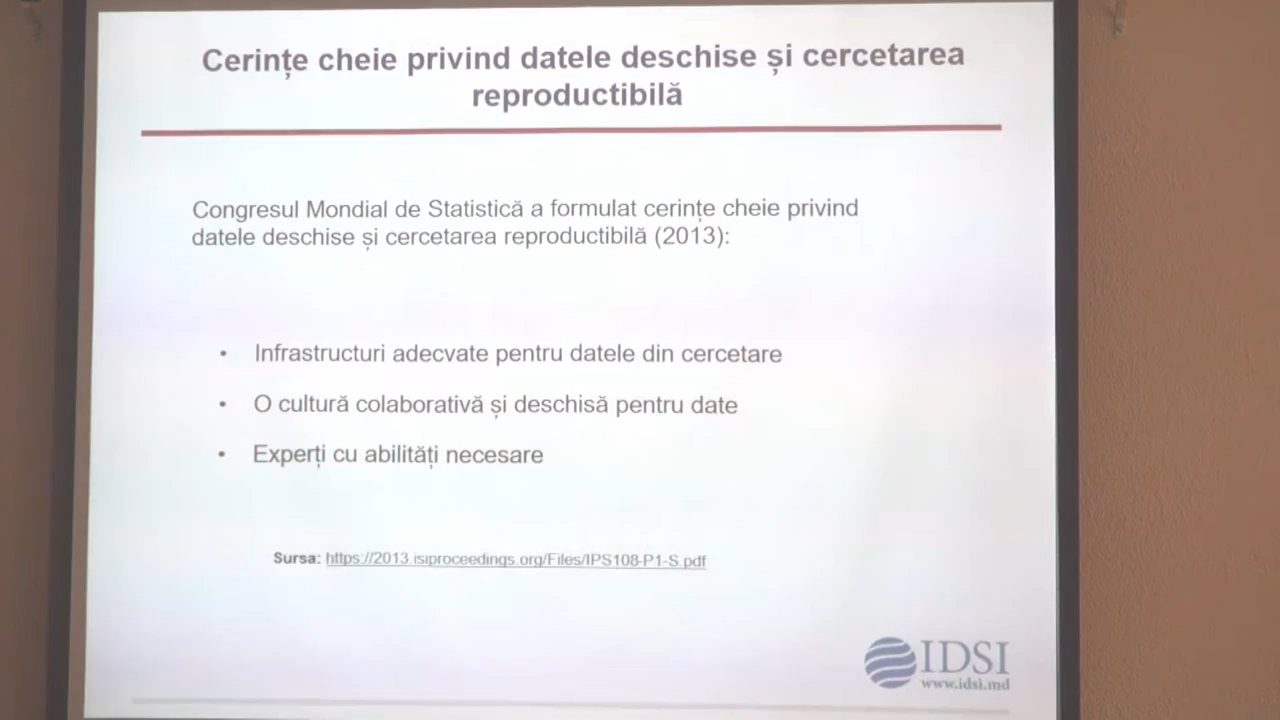 Cerințe cheie privind datele deschise și cercetarea
reproductibilă
Congresul Mondial de Statistică a formulat cerințe cheie privind
datele deschise și cercetarea reproductibilă (2013):
• Infrastructuri adecvate pentru datele din cercetare
• O cultură colaborativă și deschisă pentru date
• Experți cu abilități necesare
Sursa: https://2013.isiproceedings.org/Files/IPS108-P1-S.pdf
IDSI
www.idsi.md